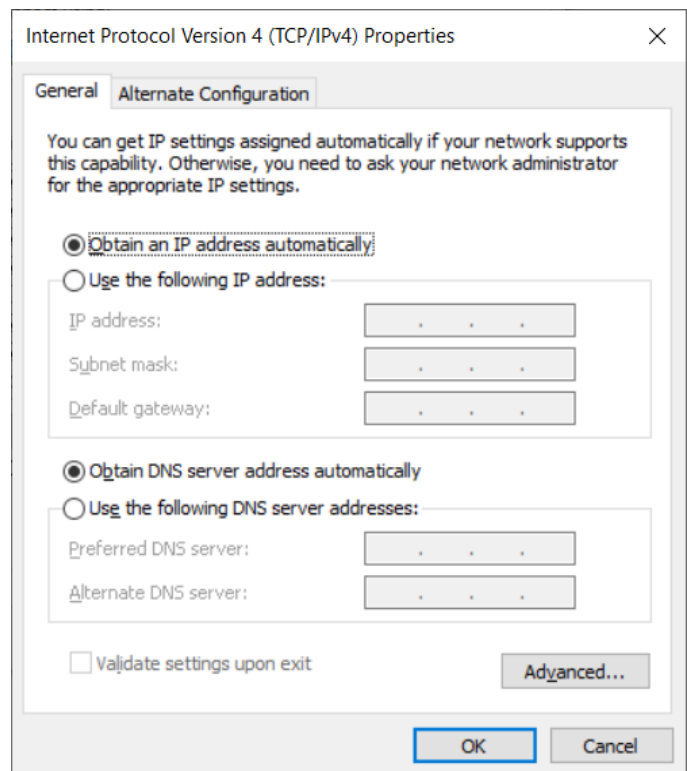 Internet Protocol Version 4 (TCP/IPv4) Properties
General
Alternate Configuration
You can get IP settings assigned automatically if your network supports
this capability. Otherwise, you need to ask your network administrator
for the appropriate IP settings.
Obtain an IP address automatically
Use the following IP address:
IP address:
Subnet mask:
Default gateway:
Obtain DNS server address automatically
Use the following DNS server addresses:
Preferred DNS server:
Alternate DNS server:
Validate settings upon exit
Advanced...
OK
Cancel